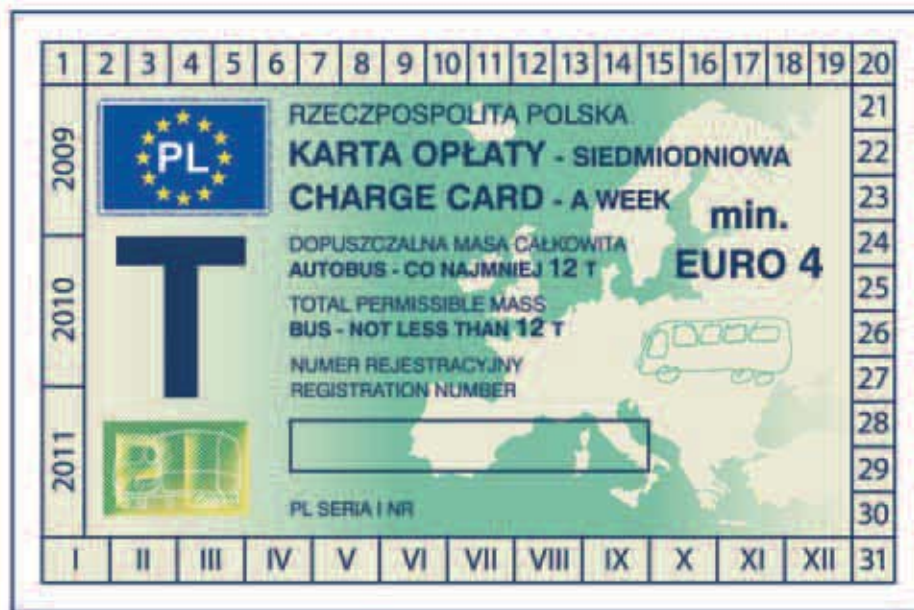 1 2 3 4 5 6 7 8 9 10 11 12 13 14 15 16 17 18 19 20
21
22
23
24
25
26
27
28
29
30
31
2009
2010
2011
PL
RZECZPOSPOLITA POLSKA
KARTA OPŁATY - SIEDMIODNIOWA
CHARGE CARD - A WEEK
min.
EURO 4
T
DOPUSZCZALNA MASA CAŁKOWITA
AUTOBUS - CO NAJMNIEJ 12 T
TOTAL PERMISSIBLE MASS
BUS - NOT LESS THAN 12 T
NUMER REJESTRACYJNY
REGISTRATION NUMBER
PL SERIA I NR
I II III IV V VI VII VIII IX X XI XII